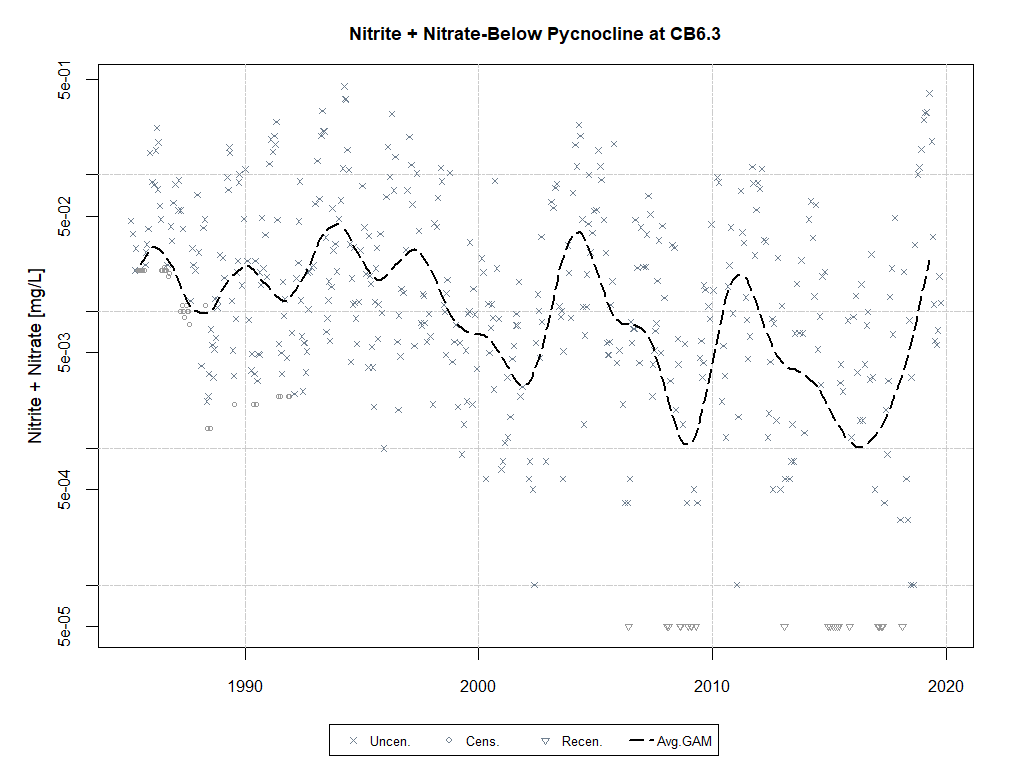 Nitrite + Nitrate-Below Pycnocline at CB6.3
Nitrite + Nitrate [mg/L]
5e-01
5e-02
5e-03
5e-04
5e-05
1990
2000
2010
2020
Uncen.
Cens.
Recen.
Avg.GAM